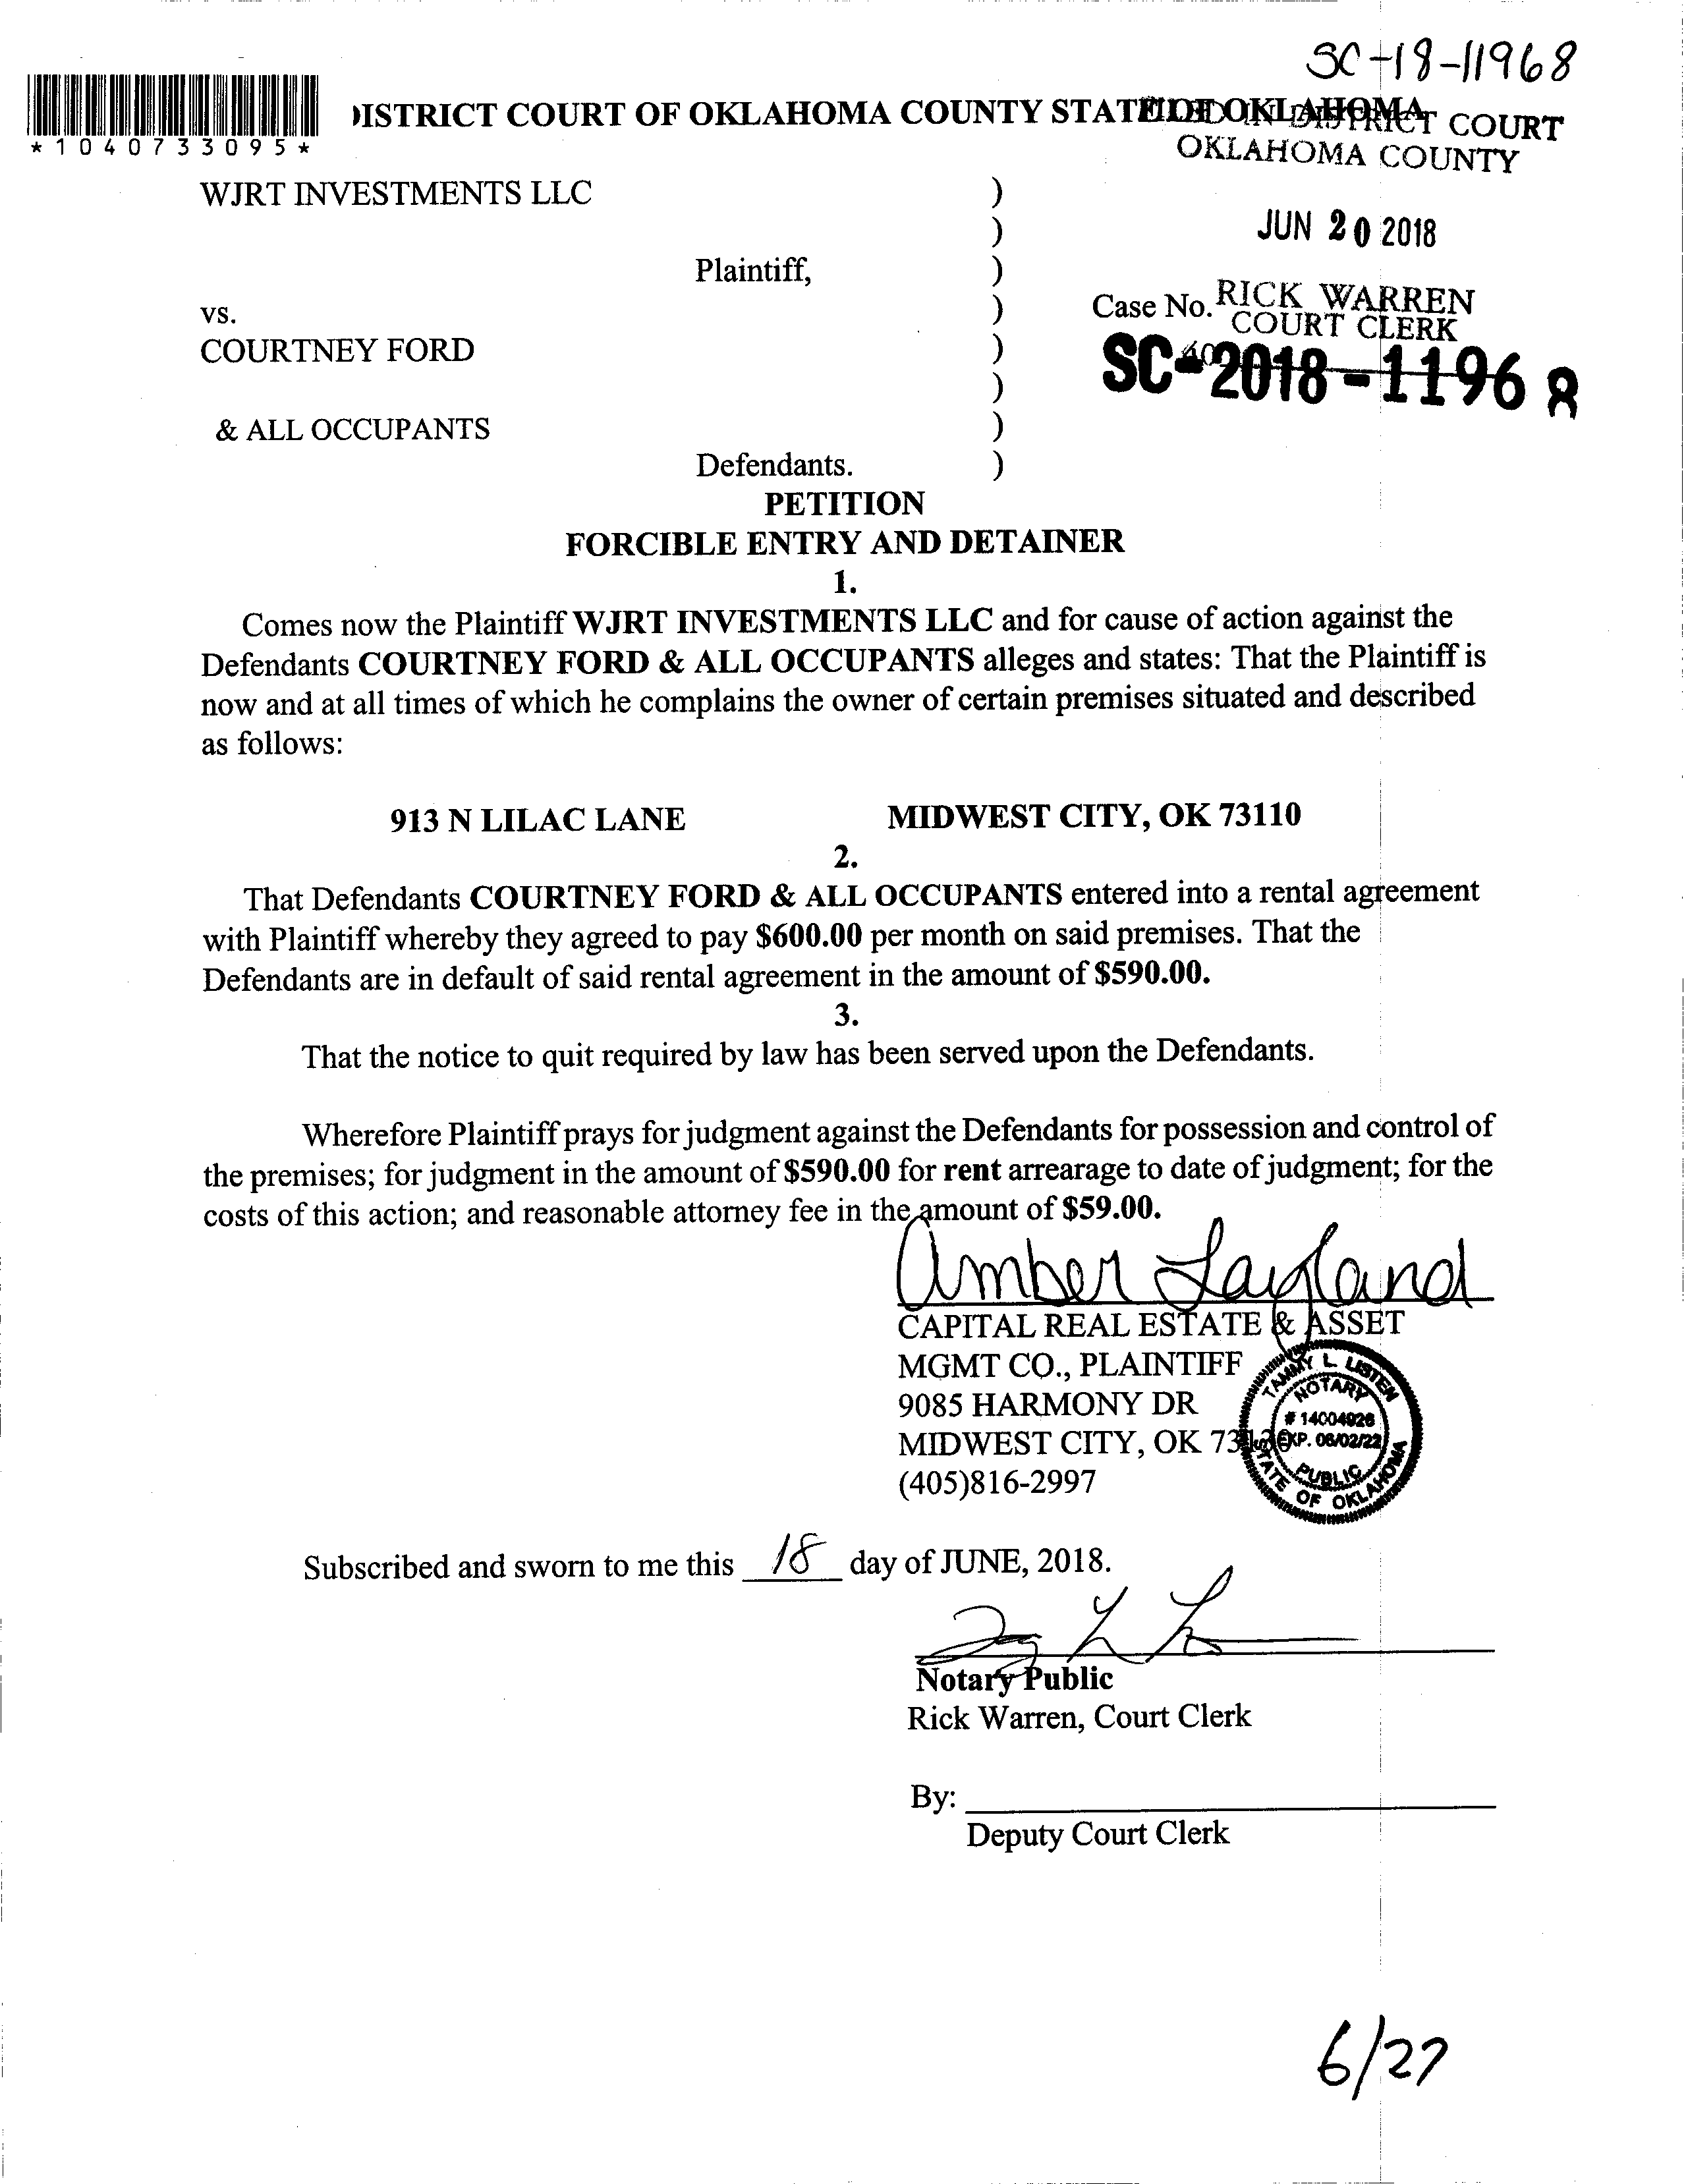 SC-18-11968
*1040733095*
DISTRICT COURT OF OKLAHOMA COUNTY STATE OF OKLAHOMA
FILED IN DISTRICT COURT
OKLAHOMA COUNTY
WJRT INVESTMENTS LLC )
)
JUN 20 2018
Plaintiff, )
vs. ) Case No.
RICK WARREN
COURT CLERK
COURTNEY FORD )
SC-2018-11968
)
& ALL OCCUPANTS )
Defendants. )
PETITION
FORCIBLE ENTRY AND DETAINER
1.
Comes now the Plaintiff WJRT INVESTMENTS LLC and for cause of action against the
Defendants COURTNEY FORD & ALL OCCUPANTS alleges and states: That the Plaintiff is
now and at all times of which he complains the owner of certain premises situated and described
as follows:
913 N LILAC LANE MIDWEST CITY, OK 73110
2.
That Defendants COURTNEY FORD & ALL OCCUPANTS entered into a rental agreement
with Plaintiff whereby they agreed to pay $600.00 per month on said premises. That the
Defendants are in default of said rental agreement in the amount of $590.00.
3.
That the notice to quit required by law has been served upon the Defendants.
Wherefore Plaintiff prays for judgment against the Defendants for possession and control of
the premises; for judgment in the amount of $590.00 for rent arrearage to date of judgment; for the
costs of this action; and reasonable attorney fee in the amount of $59.00.
Amber Layland
CAPITAL REAL ESTATE & ASSET
MGMT CO., PLAINTIFF
9085 HARMONY DR
MIDWEST CITY, OK 73130
(405)816-2997
TAMMY L. LISTEN
NOTARY
# 14004926
EXP. 06/02/22
PUBLIC
STATE OF OKLAHOMA
Subscribed and sworn to me this 18 day of JUNE, 2018.
Notary Public
Rick Warren, Court Clerk
By:
Deputy Court Clerk
6/27